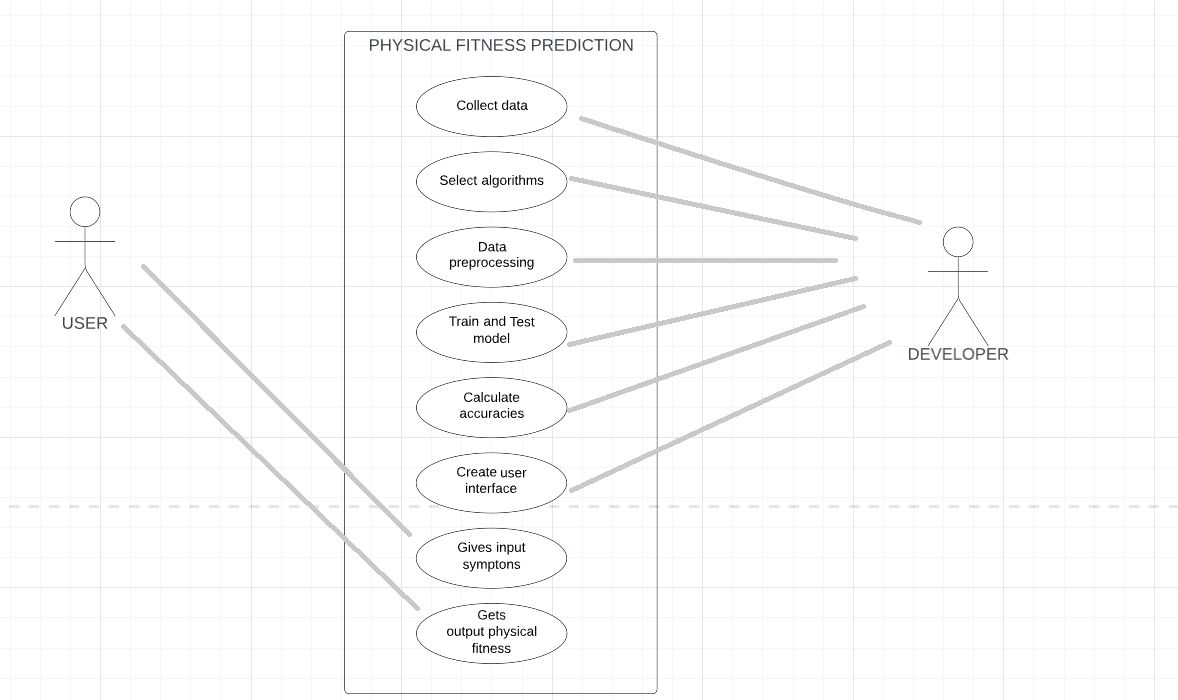 PHYSICAL FITNESS PREDICTION
Collect data
Select algorithms
Data
preprocessing
Train and Test
model
Calculate
accuracies
Create user
interface
Gives input
symptons
Gets
output physical
fitness
USER
DEVELOPER